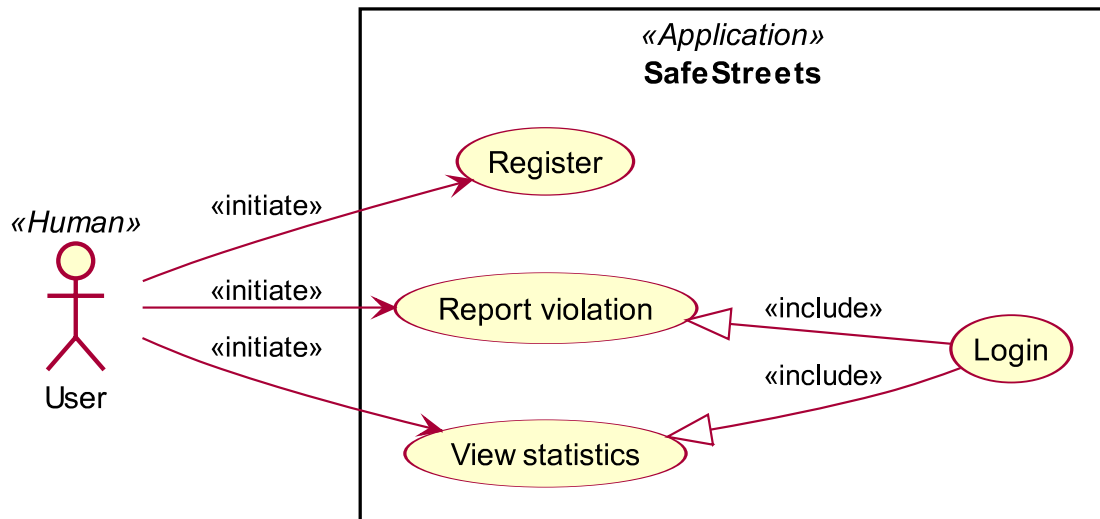 «Application»
SafeStreets
Register
«initiate»
«Human»
«initiate»
Report violation
«include»
«initiate»
Login
«include»
User
View statistics